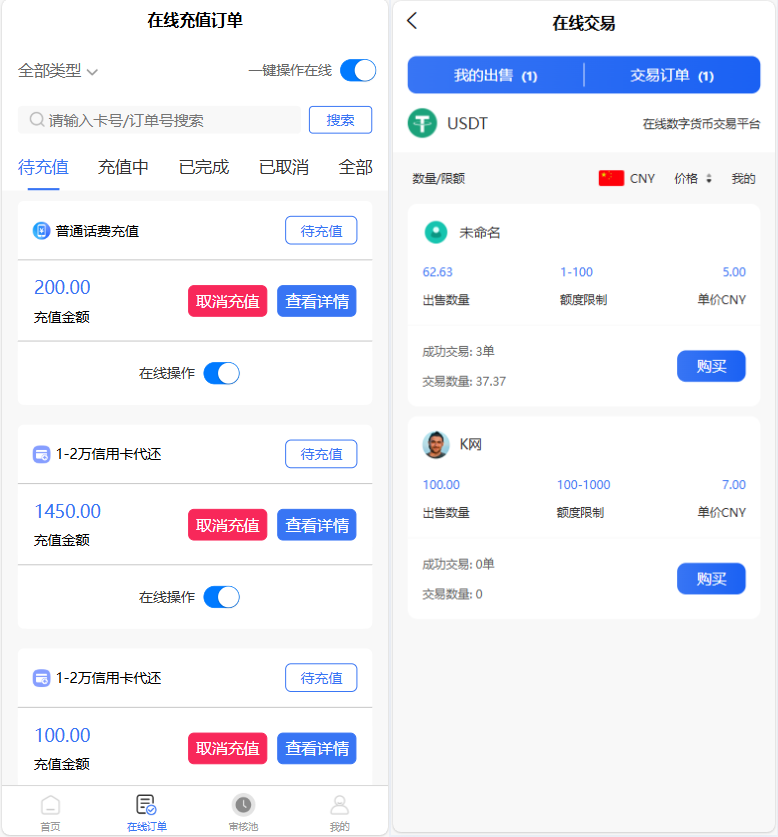 在线充值订单
全部类型
一键操作在线
请输入卡号/订单号搜索
搜索
待充值 充值中 已完成 已取消 全部
普通话费充值
待充值
200.00
充值金额
取消充值 查看详情
在线操作
1-2万信用卡代还
待充值
1450.00
充值金额
取消充值 查看详情
在线操作
1-2万信用卡代还
待充值
100.00
充值金额
取消充值 查看详情
首页 在线订单 审核池 我的
在线交易
我的出售 (1) 交易订单 (1)
USDT
在线数字货币交易平台
数量/限额 CNY 价格 我的
未命名
62.63 1-100 5.00
出售数量 额度限制 单价CNY
成功交易: 3单
交易数量: 37.37
购买
K网
100.00 100-1000 7.00
出售数量 额度限制 单价CNY
成功交易: 0单
交易数量: 0
购买